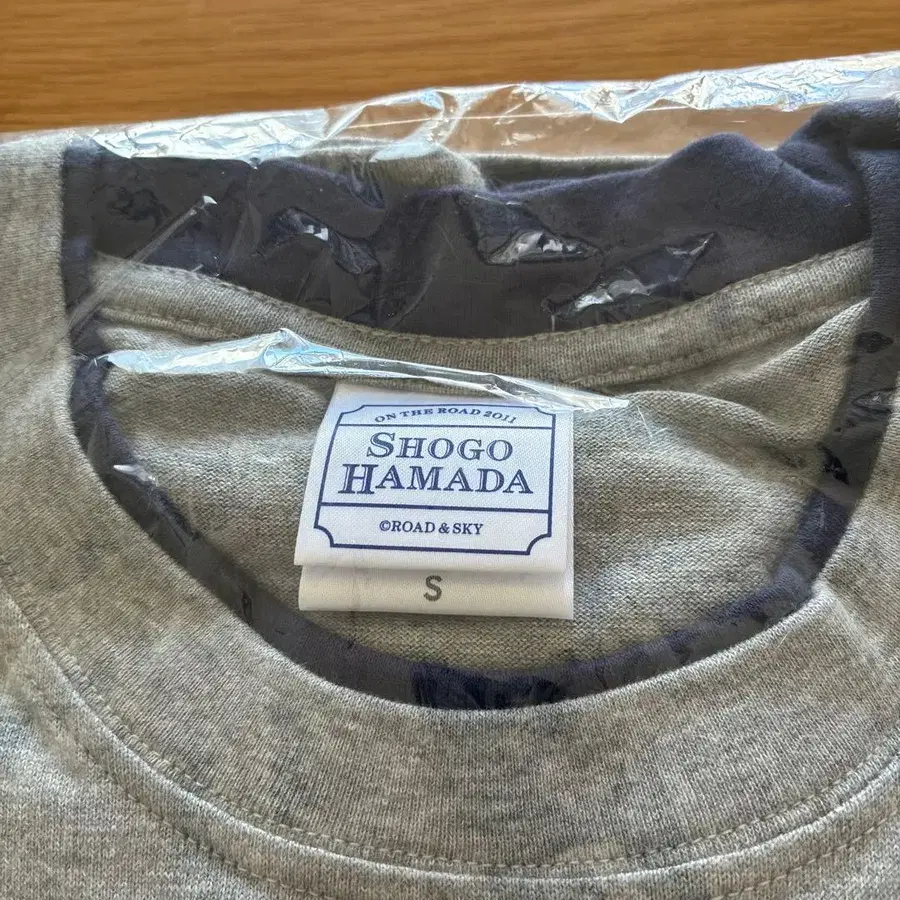 ON THE ROAD 2011
SHOGO
HAMADA
©ROAD & SKY
S